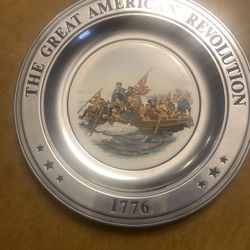 THE GREAT AMERICAN REVOLUTION
1776